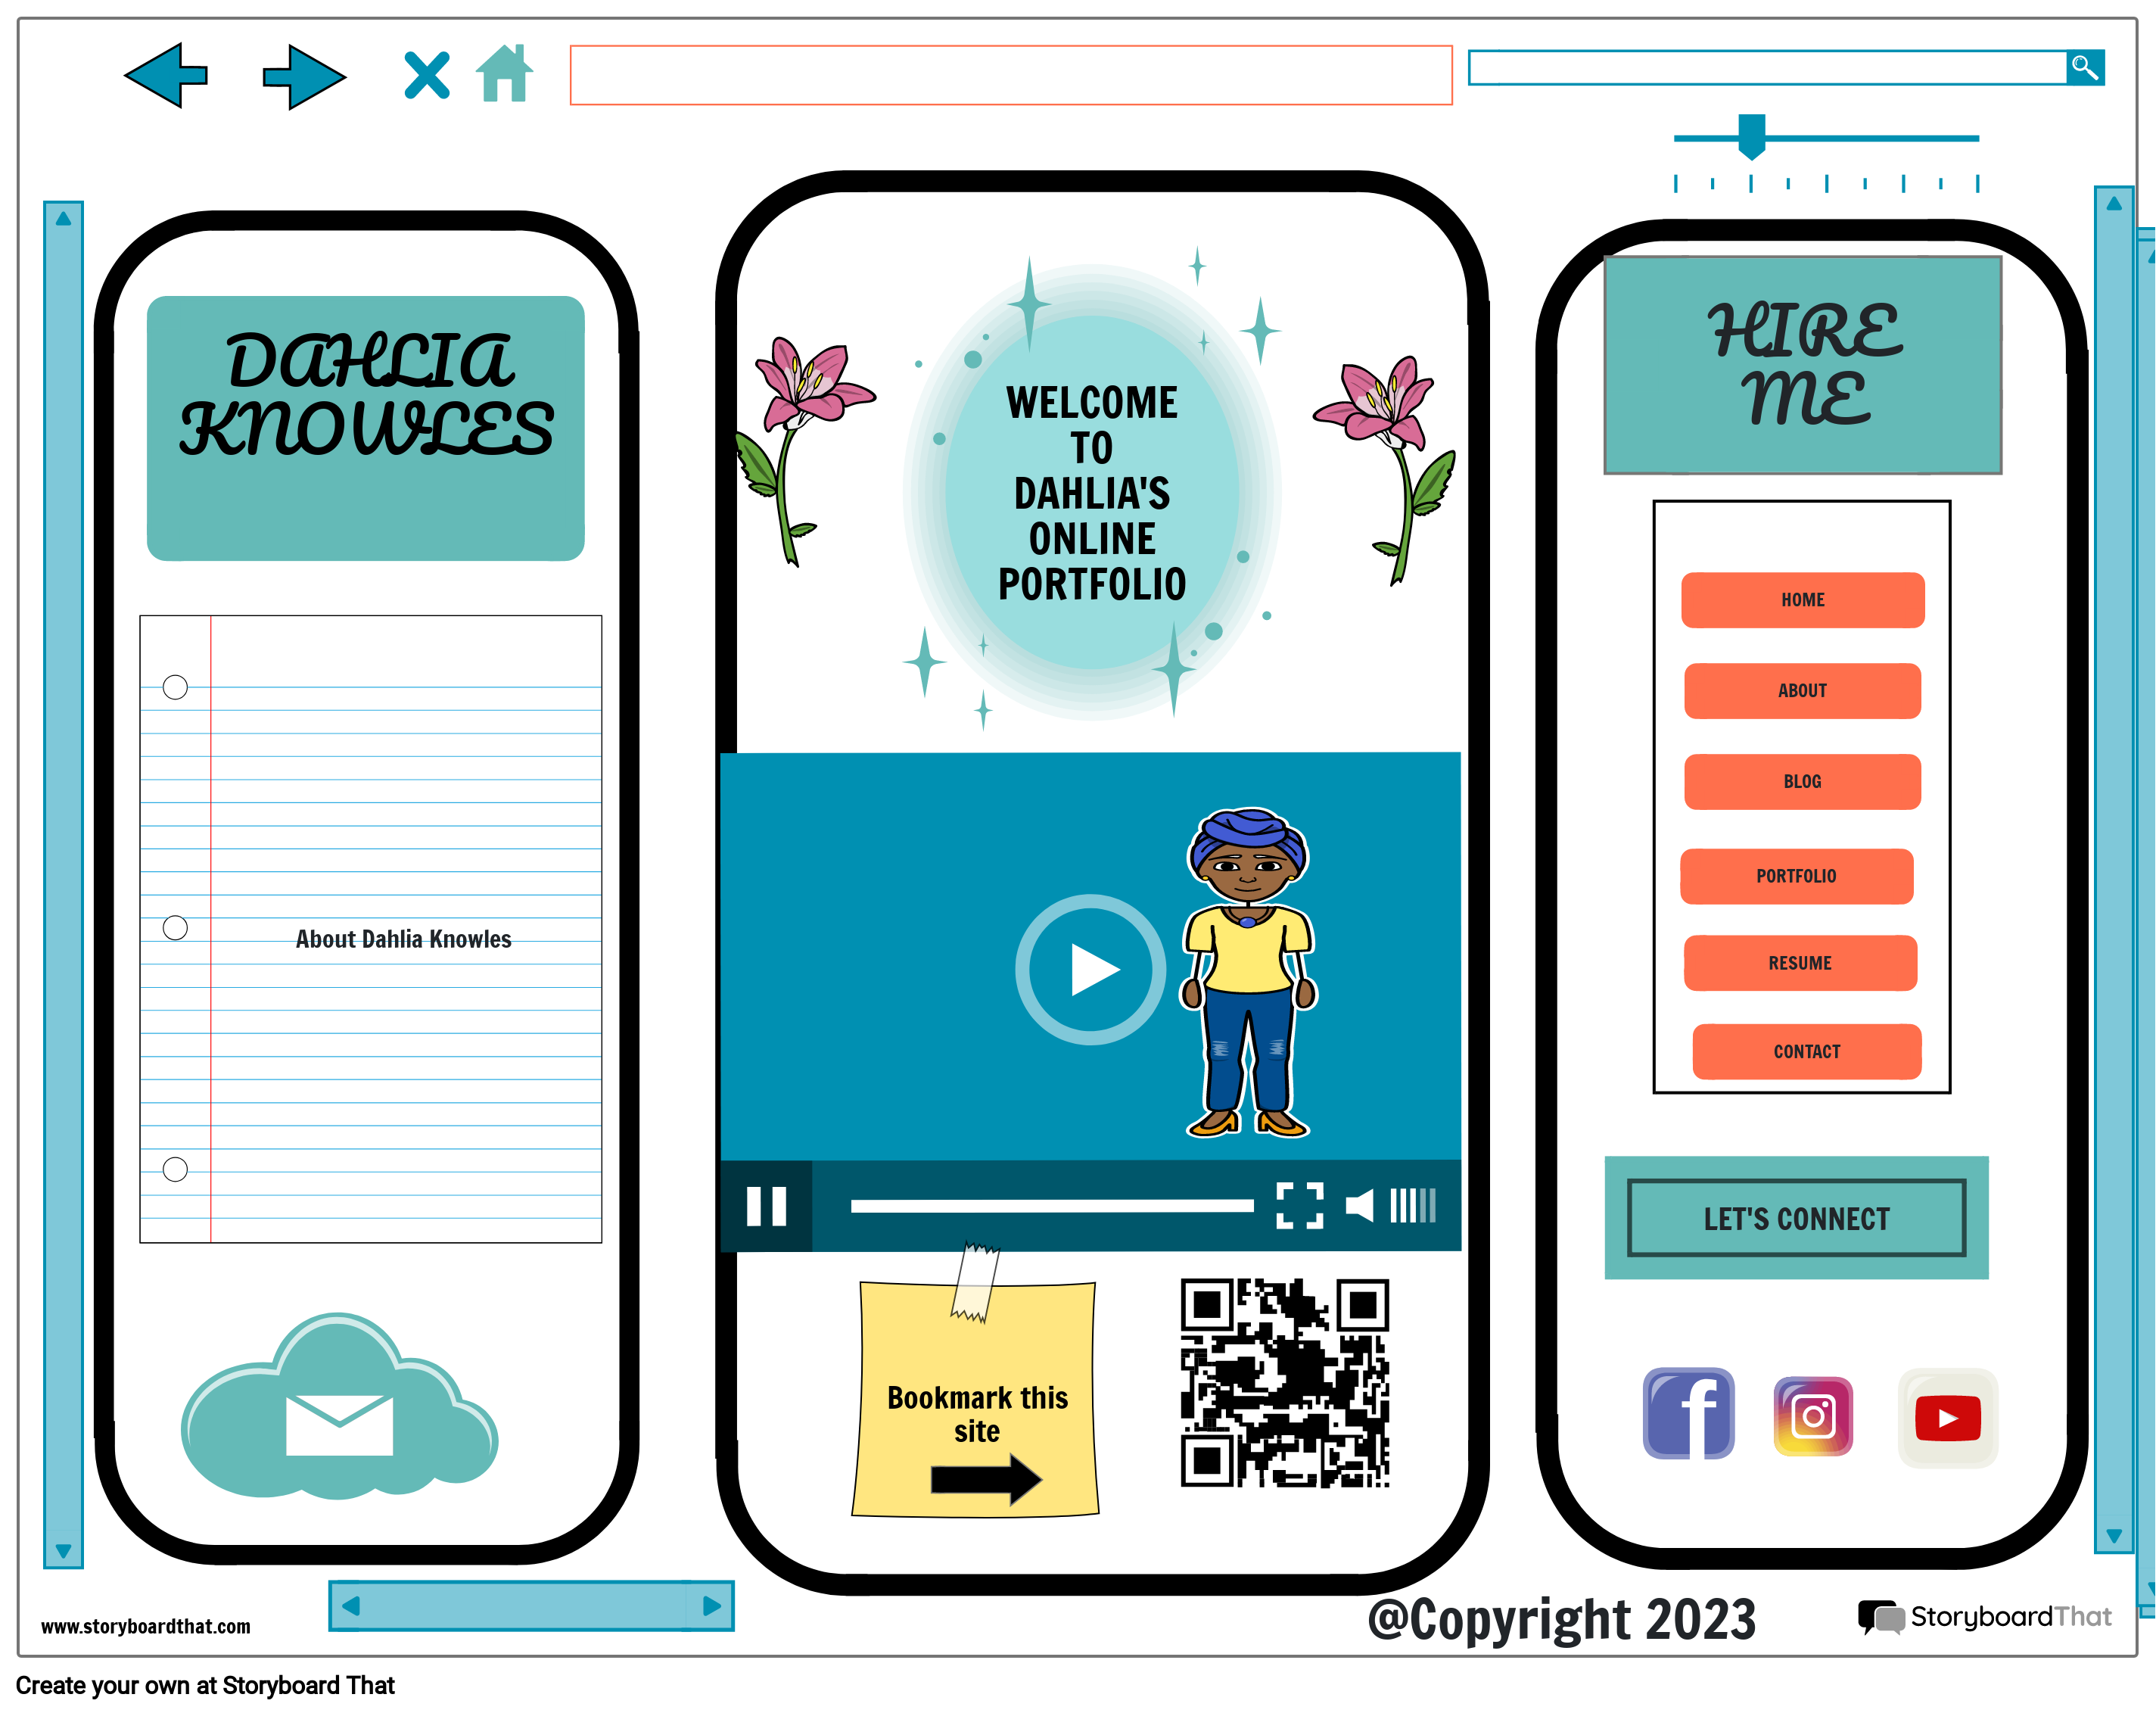 DAHLIA
KNOWLES
About Dahlia Knowles
WELCOME
TO
DAHLIA'S
ONLINE
PORTFOLIO
Bookmark this
site
HIRE
ME
HOME
ABOUT
BLOG
PORTFOLIO
RESUME
CONTACT
LET'S CONNECT
f
@Copyright 2023
www.storyboardthat.com
StoryboardThat
Create your own at Storyboard That